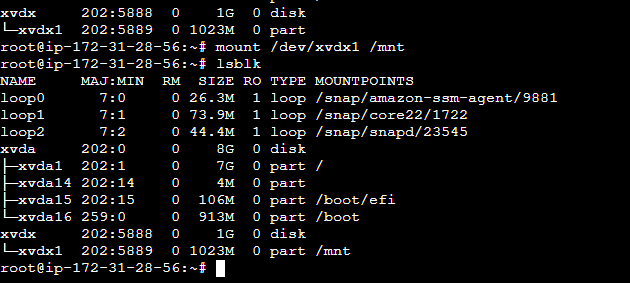 xvdx 202:5888 0 1G 0 disk
└─xvdx1 202:5889 0 1023M 0 part
root@ip-172-31-28-56:~# mount /dev/xvdx1 /mnt
root@ip-172-31-28-56:~# lsblk
NAME MAJ:MIN RM SIZE RO TYPE MOUNTPOINTS
loop0 7:0 0 26.3M 1 loop /snap/amazon-ssm-agent/9881
loop1 7:1 0 73.9M 1 loop /snap/core22/1722
loop2 7:2 0 44.4M 1 loop /snap/snapd/23545
xvda 202:0 0 8G 0 disk
├─xvda1 202:1 0 7G 0 part /
├─xvda14 202:14 0 4M 0 part
├─xvda15 202:15 0 106M 0 part /boot/efi
└─xvda16 259:0 0 913M 0 part /boot
xvdx 202:5888 0 1G 0 disk
└─xvdx1 202:5889 0 1023M 0 part /mnt
root@ip-172-31-28-56:~#